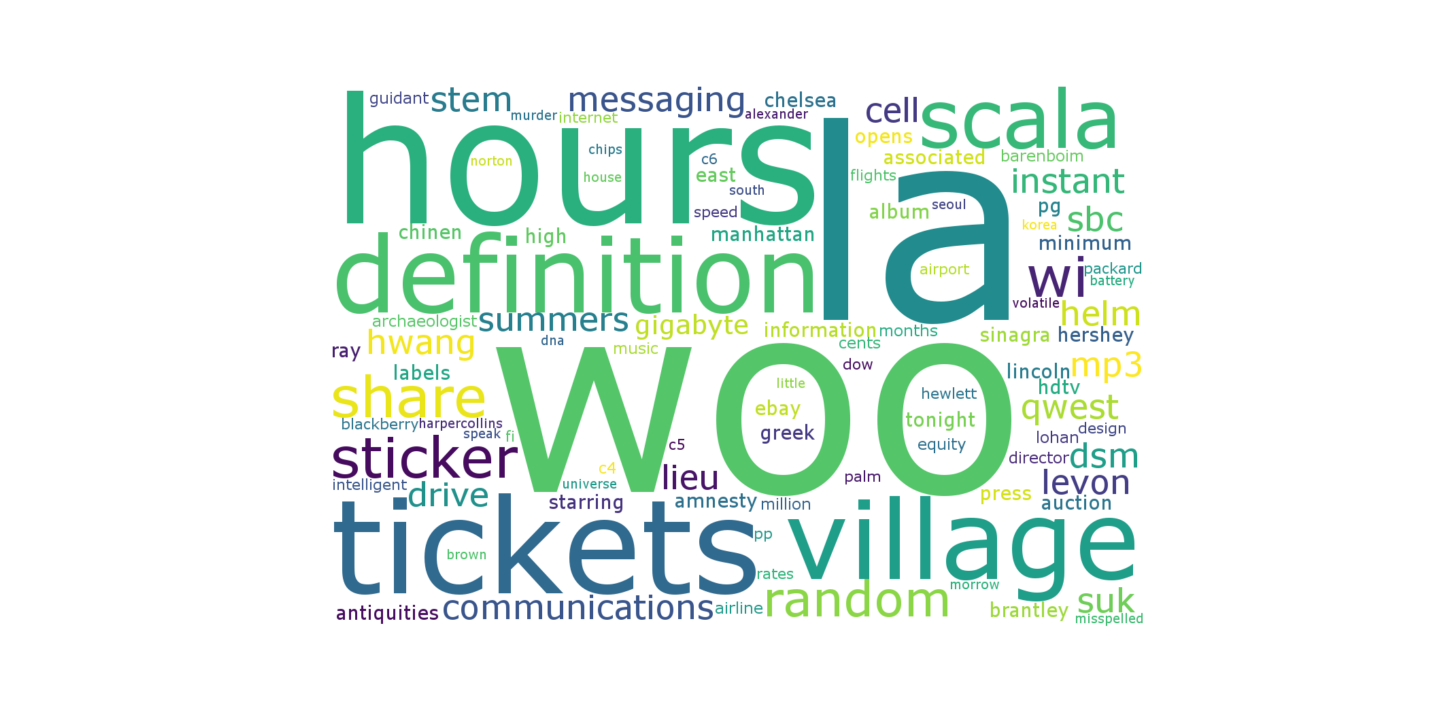 guidant
stem
messaging
chelsea
murder
internet
alexander
cell
scala
hours
la
norton
chips
c6
opens
associated
barenboim
house
east
south
flights
instant
speed
album
seoul
pg
sbc
korea
chinen
high
manhattan
minimum
definition
airport
wi
packard
battery
volatile
archaeologist
summers
gigabyte
information
months
helm
sinagra
hershey
dna
music
cents
ray
hwang
dow
lincoln
mp3
labels
little
hewlett
hdtv
share
woo
ebay
tonight
qwest
blackberry
harpercollins
speak
fi
greek
equity
design
lohan
sticker
c5
director
dsm
c4
lieu
palm
intelligent
universe
levon
drive
starring
amnesty
million
press
auction
tickets
village
pp
brown
rates
morrow
antiquities
communications
airline
random
brantley
suk
misspelled